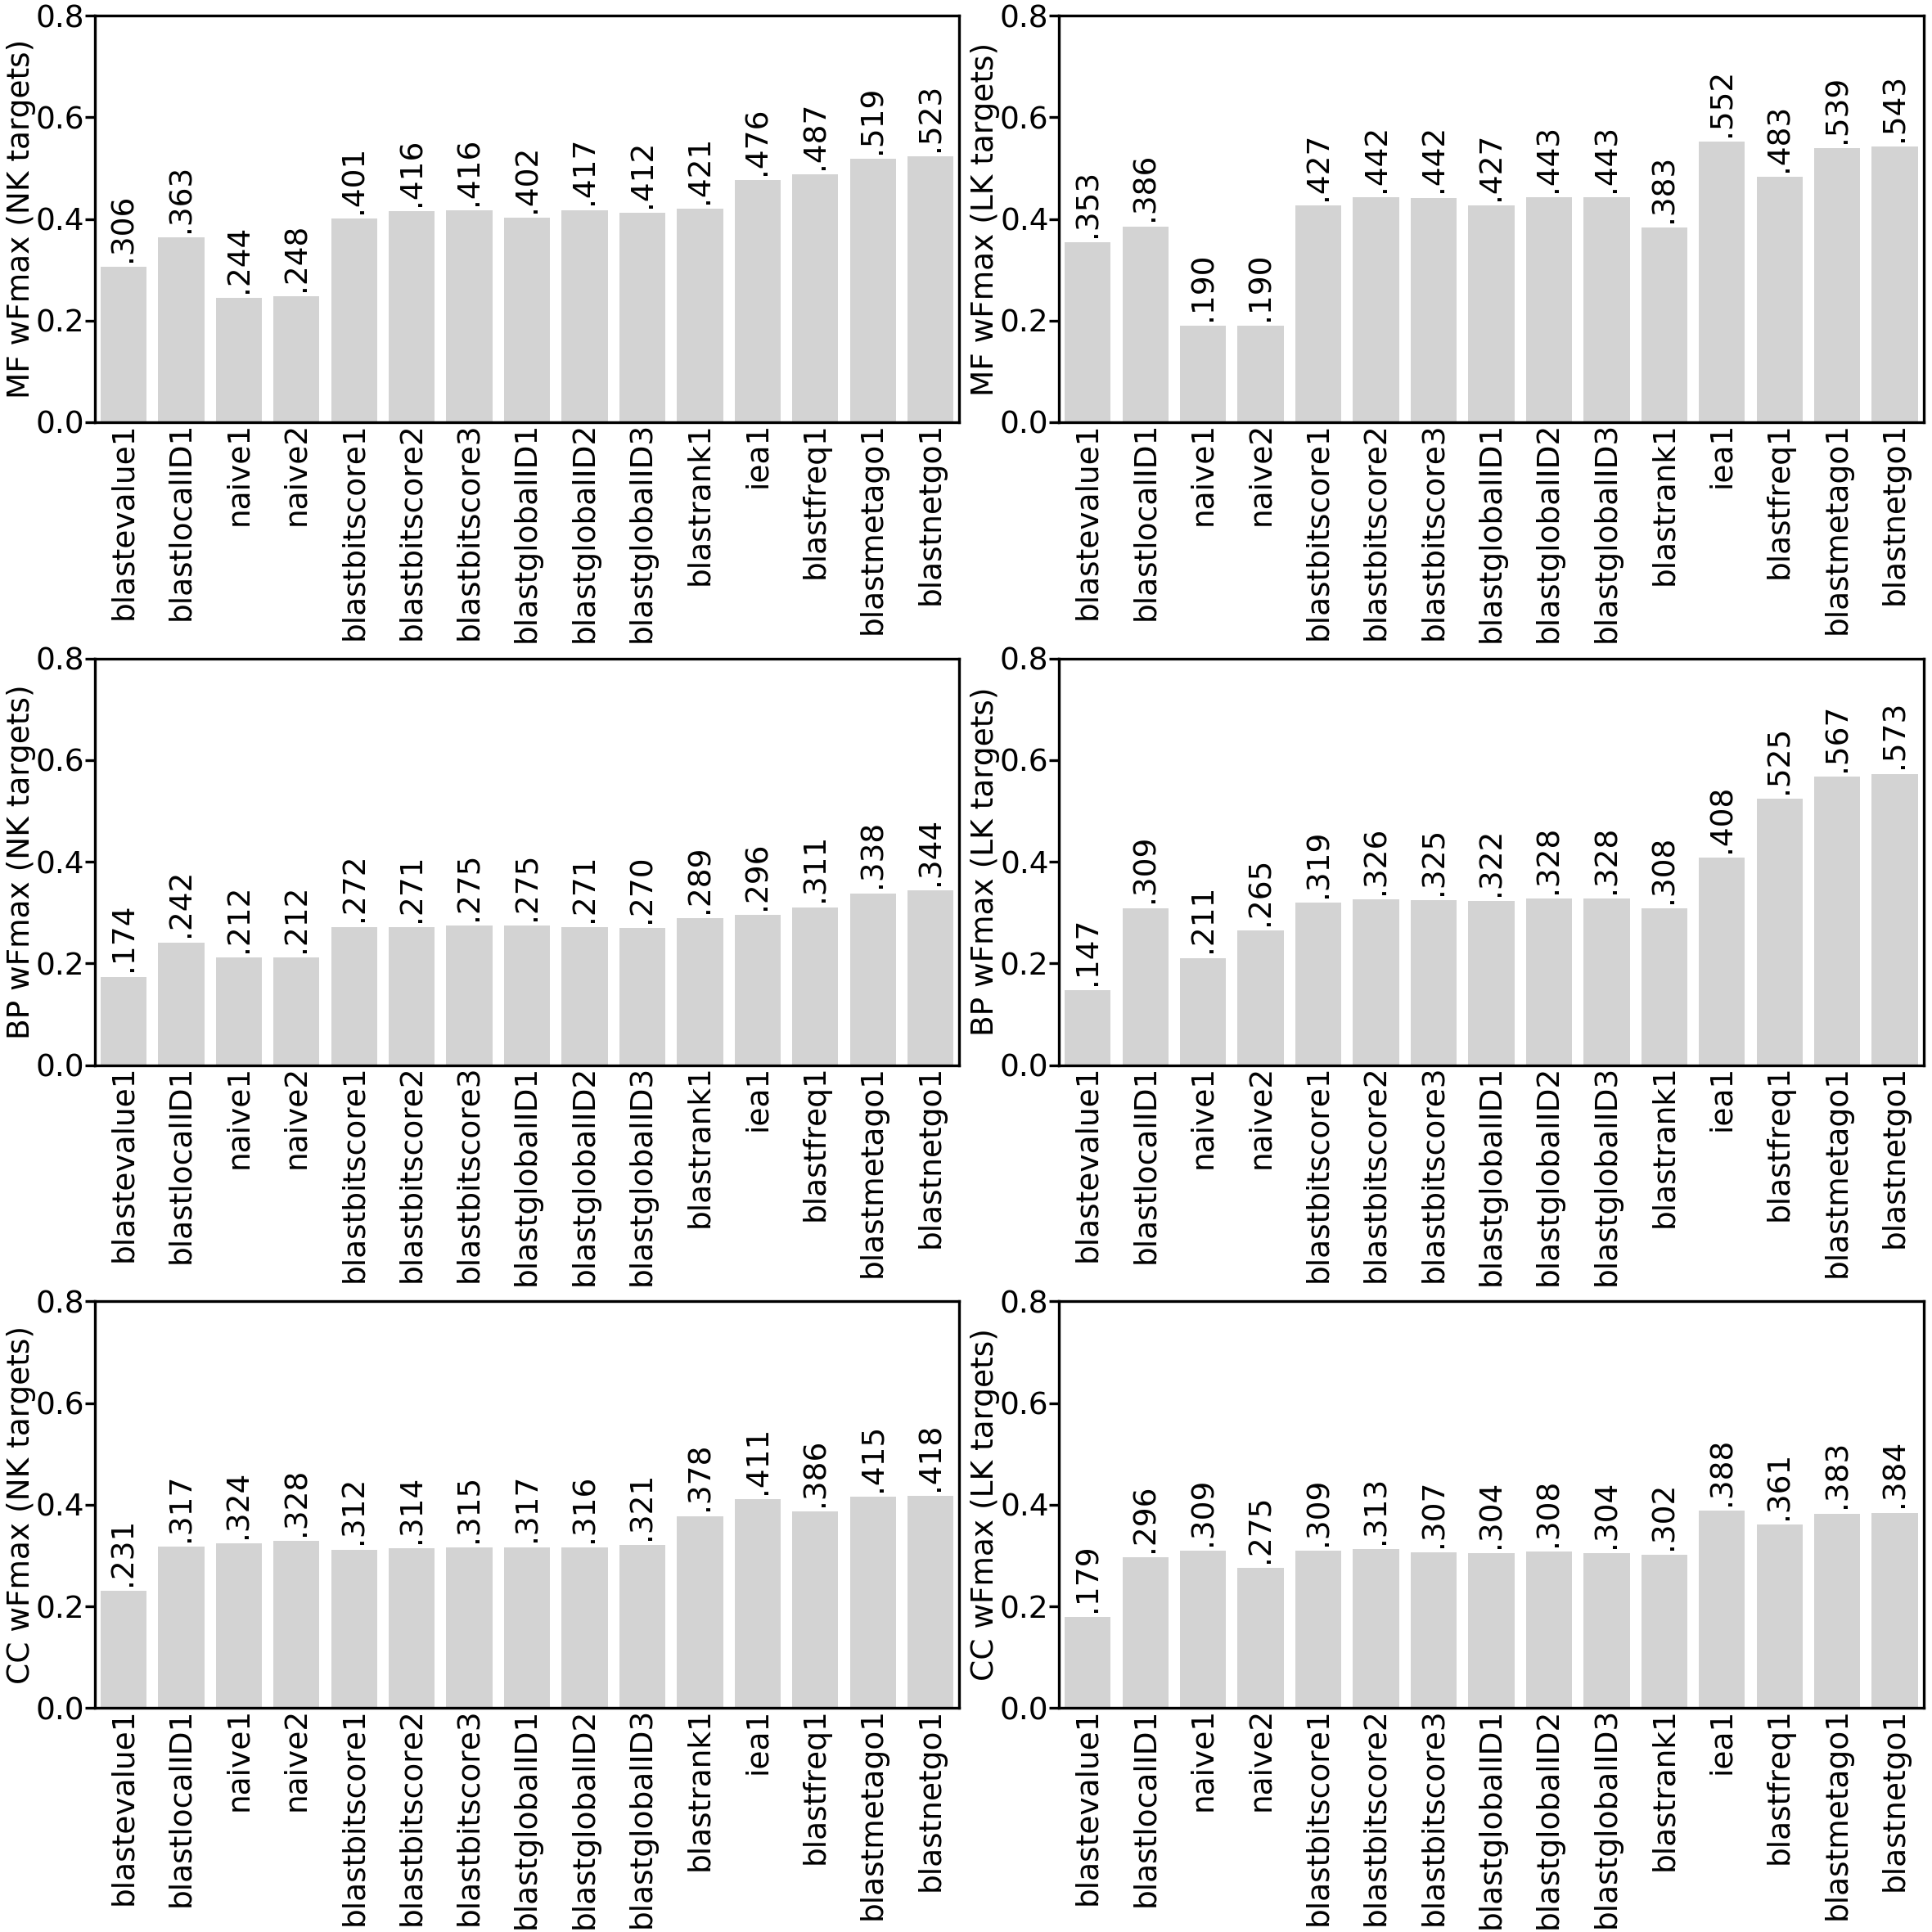 MF wFmax (NK targets)
0.8
0.6
0.4
0.2
0.0
.306
.363
.244
.248
.401
.416
.416
.402
.417
.412
.421
.476
.487
.519
.523
blastevalue1
blastlocalID1
naive1
naive2
blastbitscore1
blastbitscore2
blastbitscore3
blastglobalID1
blastglobalID2
blastglobalID3
blastrank1
iea1
blastfreq1
blastmetago1
blastnetgo1
MF wFmax (LK targets)
0.8
0.6
0.4
0.2
0.0
.353
.386
.190
.190
.427
.442
.442
.427
.443
.443
.383
.552
.483
.539
.543
blastevalue1
blastlocalID1
naive1
naive2
blastbitscore1
blastbitscore2
blastbitscore3
blastglobalID1
blastglobalID2
blastglobalID3
blastrank1
iea1
blastfreq1
blastmetago1
blastnetgo1
BP wFmax (NK targets)
0.8
0.6
0.4
0.2
0.0
.174
.242
.212
.212
.272
.271
.275
.275
.271
.270
.289
.296
.311
.338
.344
blastevalue1
blastlocalID1
naive1
naive2
blastbitscore1
blastbitscore2
blastbitscore3
blastglobalID1
blastglobalID2
blastglobalID3
blastrank1
iea1
blastfreq1
blastmetago1
blastnetgo1
BP wFmax (LK targets)
0.8
0.6
0.4
0.2
0.0
.147
.309
.211
.265
.319
.326
.325
.322
.328
.328
.308
.408
.525
.567
.573
blastevalue1
blastlocalID1
naive1
naive2
blastbitscore1
blastbitscore2
blastbitscore3
blastglobalID1
blastglobalID2
blastglobalID3
blastrank1
iea1
blastfreq1
blastmetago1
blastnetgo1
CC wFmax (NK targets)
0.8
0.6
0.4
0.2
0.0
.231
.317
.324
.328
.312
.314
.315
.317
.316
.321
.378
.411
.386
.415
.418
blastevalue1
blastlocalID1
naive1
naive2
blastbitscore1
blastbitscore2
blastbitscore3
blastglobalID1
blastglobalID2
blastglobalID3
blastrank1
iea1
blastfreq1
blastmetago1
blastnetgo1
CC wFmax (LK targets)
0.8
0.6
0.4
0.2
0.0
.179
.296
.309
.275
.309
.313
.307
.304
.308
.304
.302
.388
.361
.383
.384
blastevalue1
blastlocalID1
naive1
naive2
blastbitscore1
blastbitscore2
blastbitscore3
blastglobalID1
blastglobalID2
blastglobalID3
blastrank1
iea1
blastfreq1
blastmetago1
blastnetgo1